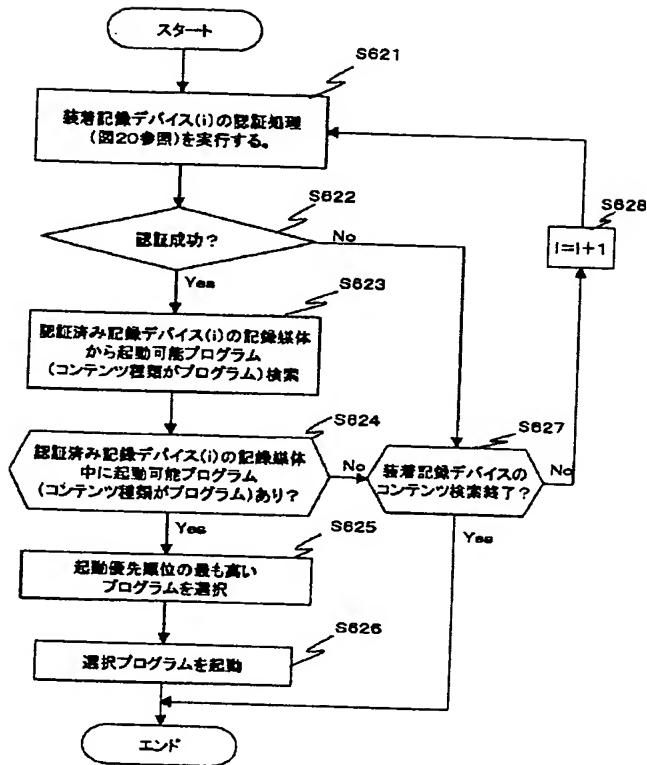 スタート
S621
装着記録デバイス(i)の認証処理
(図20参照)を実行する。
S622
認証成功？
No
Yes
S623
認証済み記録デバイス(i)の記録媒体
から起動可能プログラム
(コンテンツ種類がプログラム)検索
S624
認証済み記録デバイス(i)の記録媒体
中に起動可能プログラム
(コンテンツ種類がプログラム)あり？
No
Yes
S627
装着記録デバイスの
コンテンツ検索終了？
No
Yes
S628
i=i+1
S625
起動優先順位の最も高い
プログラムを選択
S626
選択プログラムを起動
エンド